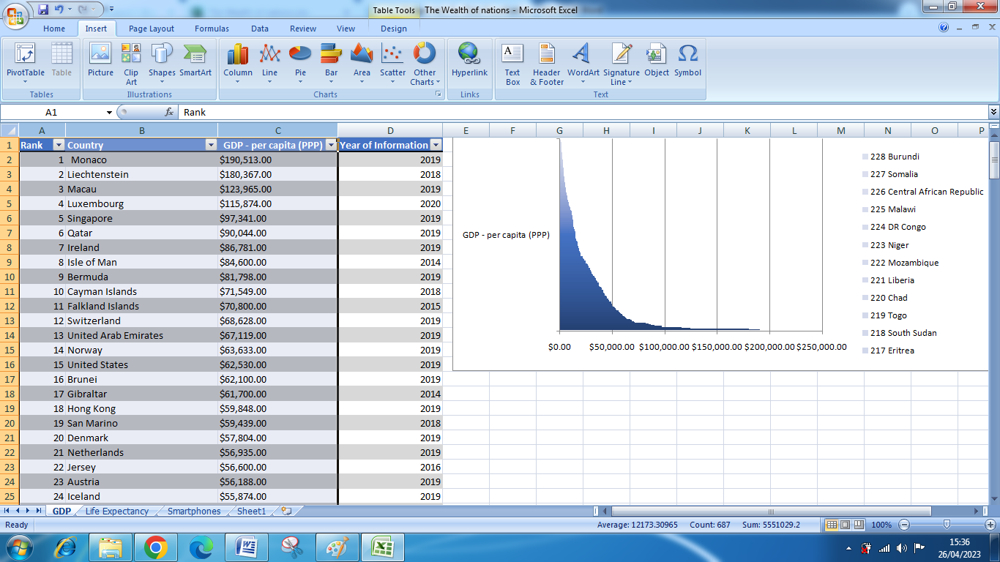 Table Tools The Wealth of nations - Microsoft Excel
Home Insert Page Layout Formulas Data Review View Design
PivotTable Table Picture Clip Art Shapes SmartArt Column Line Pie Bar Area Scatter Other Charts Hyperlink Text Box Header & Footer WordArt Signature Line Object Symbol
Tables Illustrations Charts Links Text
A1 fx Rank
A B C D E F G H I J K L M N O P
1 Rank Country GDP - per capita (PPP) Year of Information
2 1 Monaco $190,513.00 2019
3 2 Liechtenstein $180,367.00 2018
4 3 Macau $123,965.00 2019
5 4 Luxembourg $115,874.00 2020
6 5 Singapore $97,341.00 2019
7 6 Qatar $90,044.00 2019
8 7 Ireland $86,781.00 2019
9 8 Isle of Man $84,600.00 2014
10 9 Bermuda $81,798.00 2019
11 10 Cayman Islands $71,549.00 2018
12 11 Falkland Islands $70,800.00 2015
13 12 Switzerland $68,628.00 2019
14 13 United Arab Emirates $67,119.00 2019
15 14 Norway $63,633.00 2019
16 15 United States $62,530.00 2019
17 16 Brunei $62,100.00 2019
18 17 Gibraltar $61,700.00 2014
19 18 Hong Kong $59,848.00 2019
20 19 San Marino $59,439.00 2018
21 20 Denmark $57,804.00 2019
22 21 Netherlands $56,935.00 2019
23 22 Jersey $56,600.00 2016
24 23 Austria $56,188.00 2019
25 24 Iceland $55,874.00 2019
GDP - per capita (PPP)
$0.00 $50,000.00 $100,000.00 $150,000.00 $200,000.00 $250,000.00
228 Burundi
227 Somalia
226 Central African Republic
225 Malawi
224 DR Congo
223 Niger
222 Mozambique
221 Liberia
220 Chad
219 Togo
218 South Sudan
217 Eritrea
GDP Life Expectancy Smartphones Sheet1
Ready Average: 12173.30965 Count: 687 Sum: 5551029.2 100%
15:36
26/04/2023